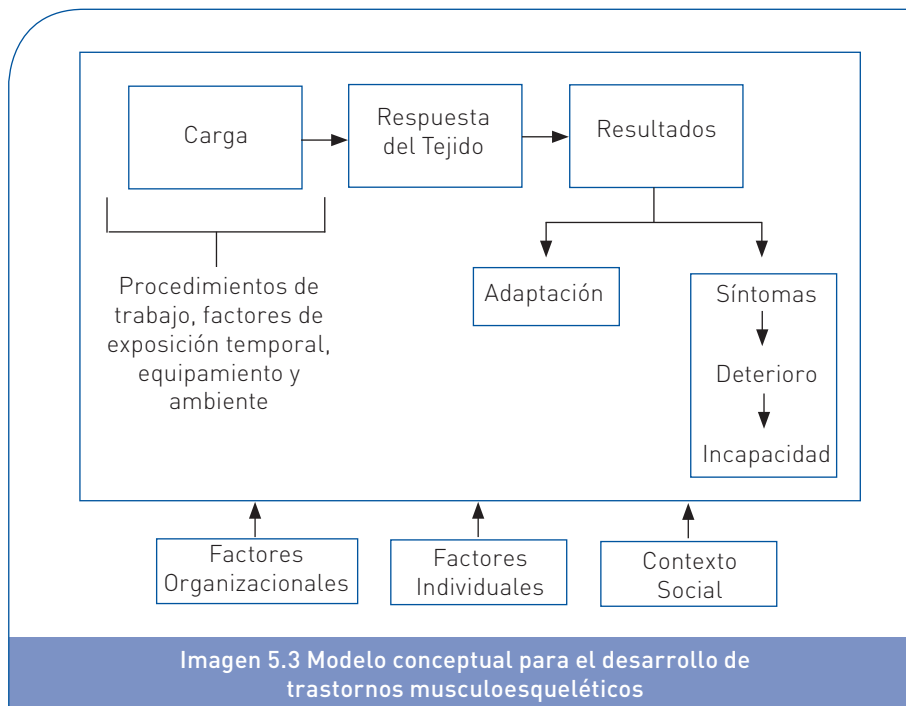 Carga
Respuesta
del Tejido
Resultados
Procedimientos de
trabajo, factores de
exposición temporal,
equipamiento y
ambiente
Adaptación
Síntomas
Deterioro
Incapacidad
Factores
Organizacionales
Factores
Individuales
Contexto
Social
Imagen 5.3 Modelo conceptual para el desarrollo de
trastornos musculoesqueléticos